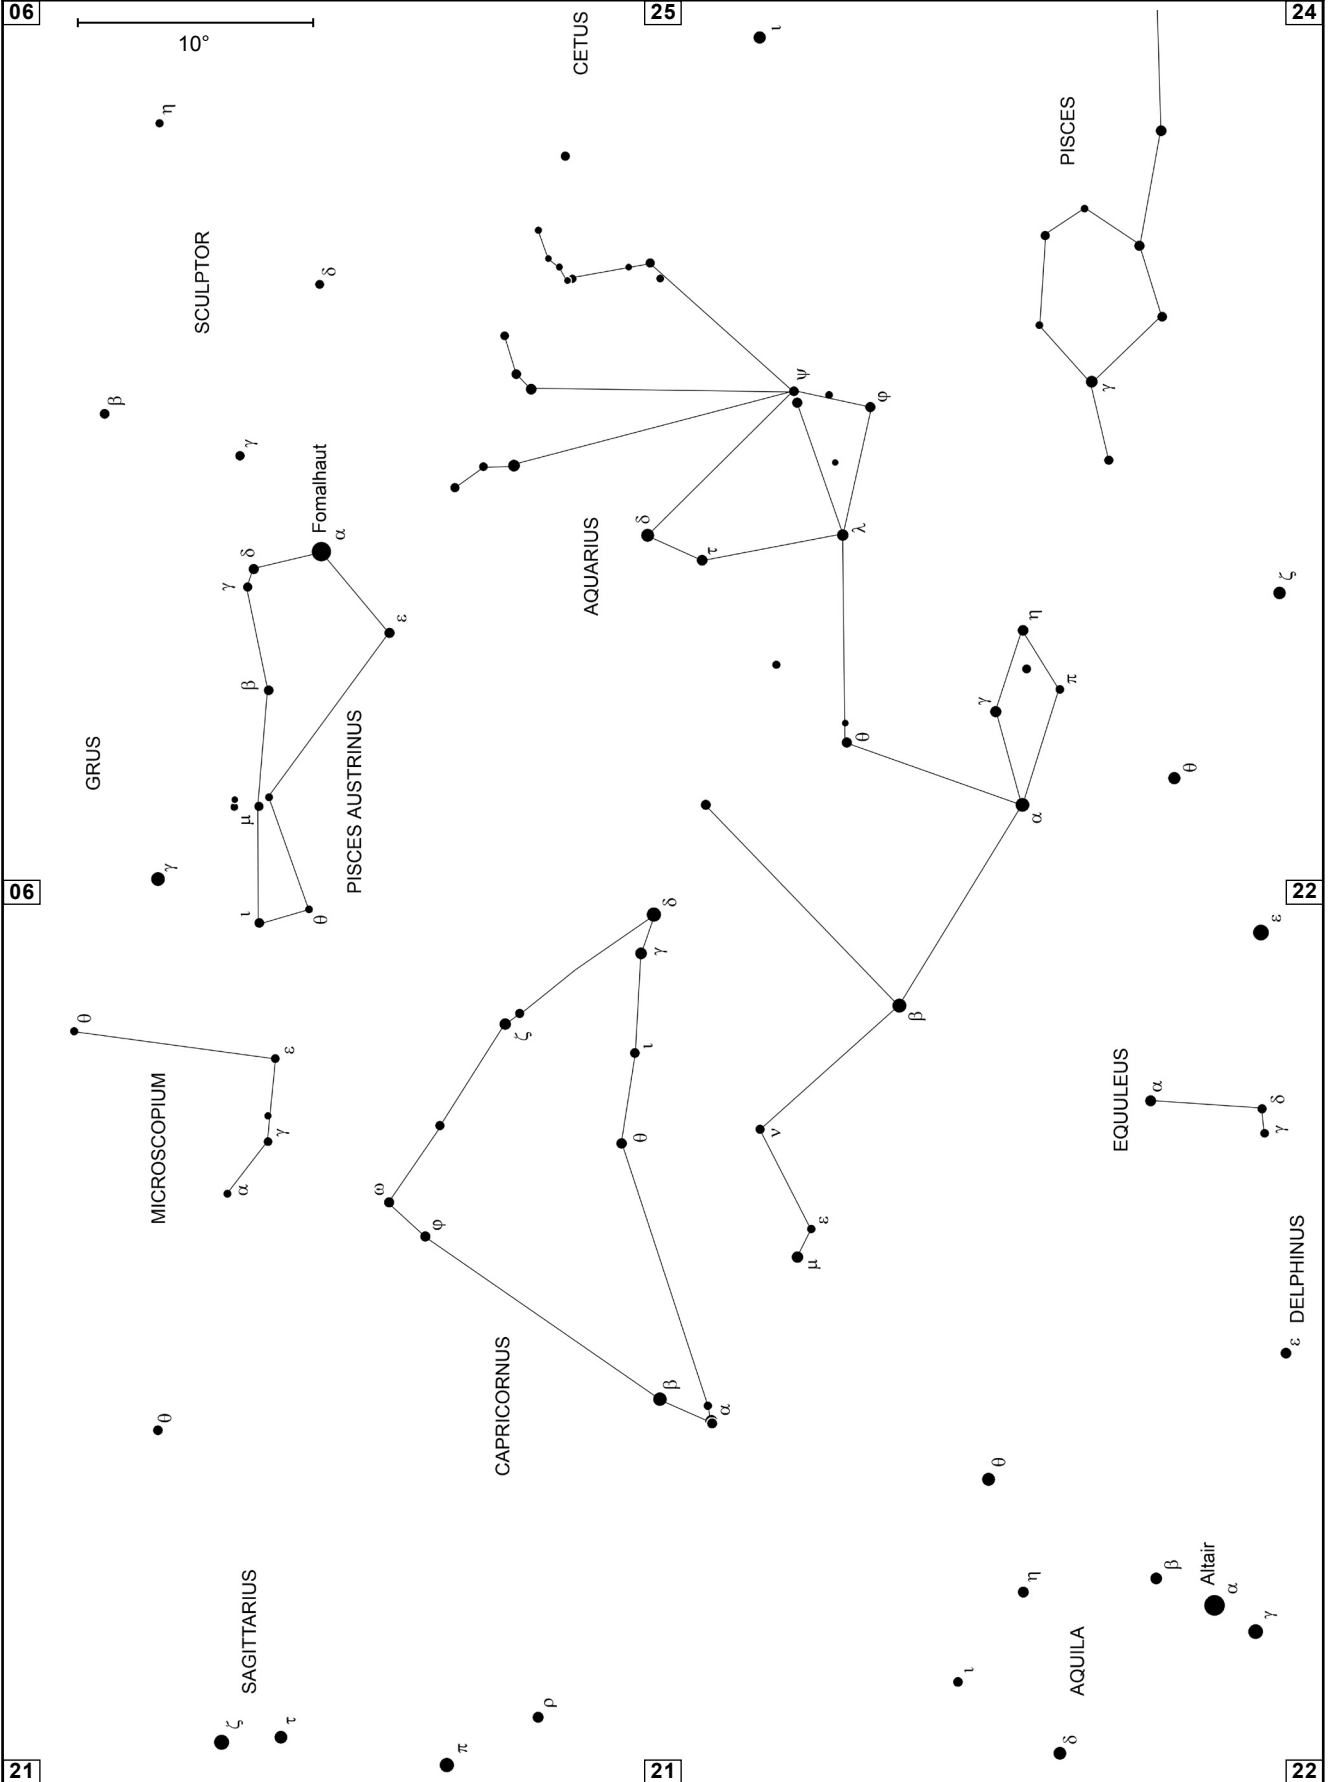 06
25
24
10°
CETUS
ι
η
PISCES
SCULPTOR
δ
β
γ
Fomalhaut
α
δ
γ
ε
β
GRUS
PISCES AUSTRINUS
μ
γ
ι
θ
ψ
φ
γ
AQUARIUS
δ
τ
λ
ζ
η
π
γ
θ
θ
α
06
22
δ
γ
ε
ζ
ι
β
θ
ε
MICROSCOPIUM
γ
α
θ
ν
EQUULEUS
α
δ
γ
ω
φ
ε
μ
DELPHINUS
ε
CAPRICORNUS
β
α
θ
θ
SAGITTARIUS
η
β
Altair
α
γ
AQUILA
ι
ζ
τ
ρ
π
δ
21
21
22